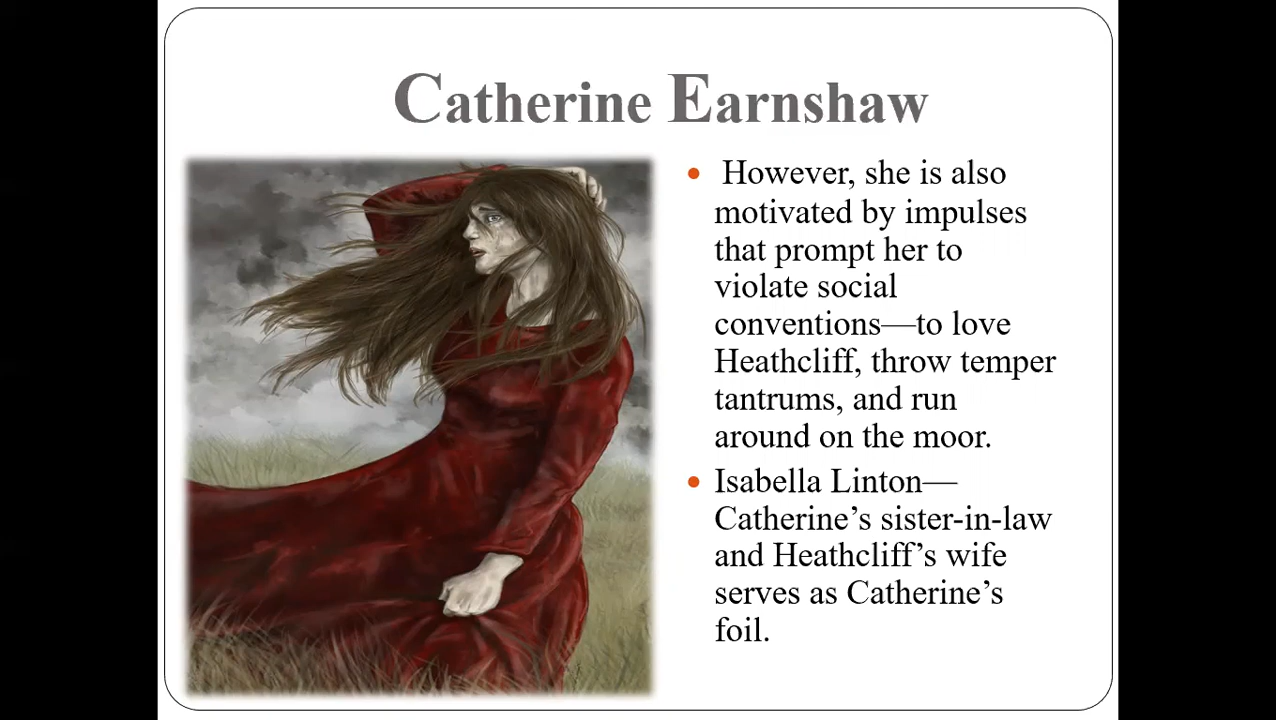 Catherine Earnshaw
• However, she is also
motivated by impulses
that prompt her to
violate social
conventions—to love
Heathcliff, throw temper
tantrums, and run
around on the moor.
• Isabella Linton—
Catherine’s sister-in-law
and Heathcliff’s wife
serves as Catherine’s
foil.